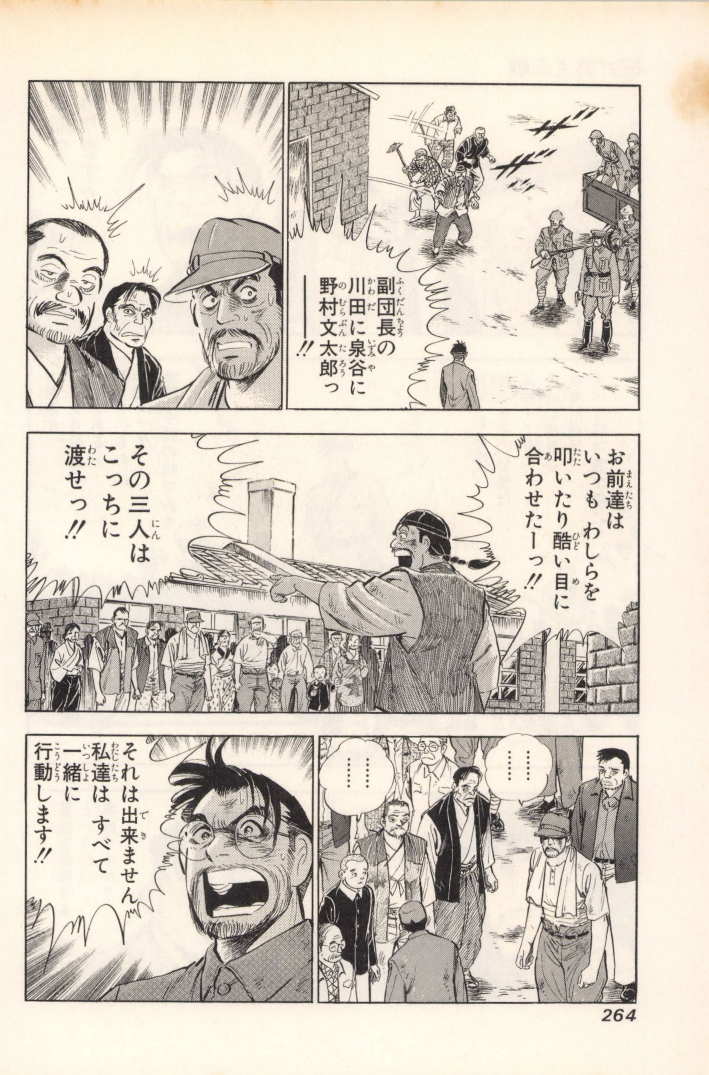 副団長の
川田に泉谷に
野村文太郎っ
――!!
お前達は
いつも わしらを
叩いたり酷い目に
合わせたーっ!!
その三人は
こっちに
渡せっ!!
‥‥‥
‥‥‥
‥‥‥
‥‥‥
それは出来ません
私達は すべて
一緒に
行動します!!
264